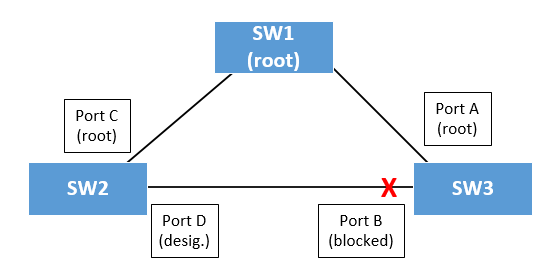 SW1
(root)
Port C
(root)
Port A
(root)
SW2
X
SW3
Port D
(desig.)
Port B
(blocked)